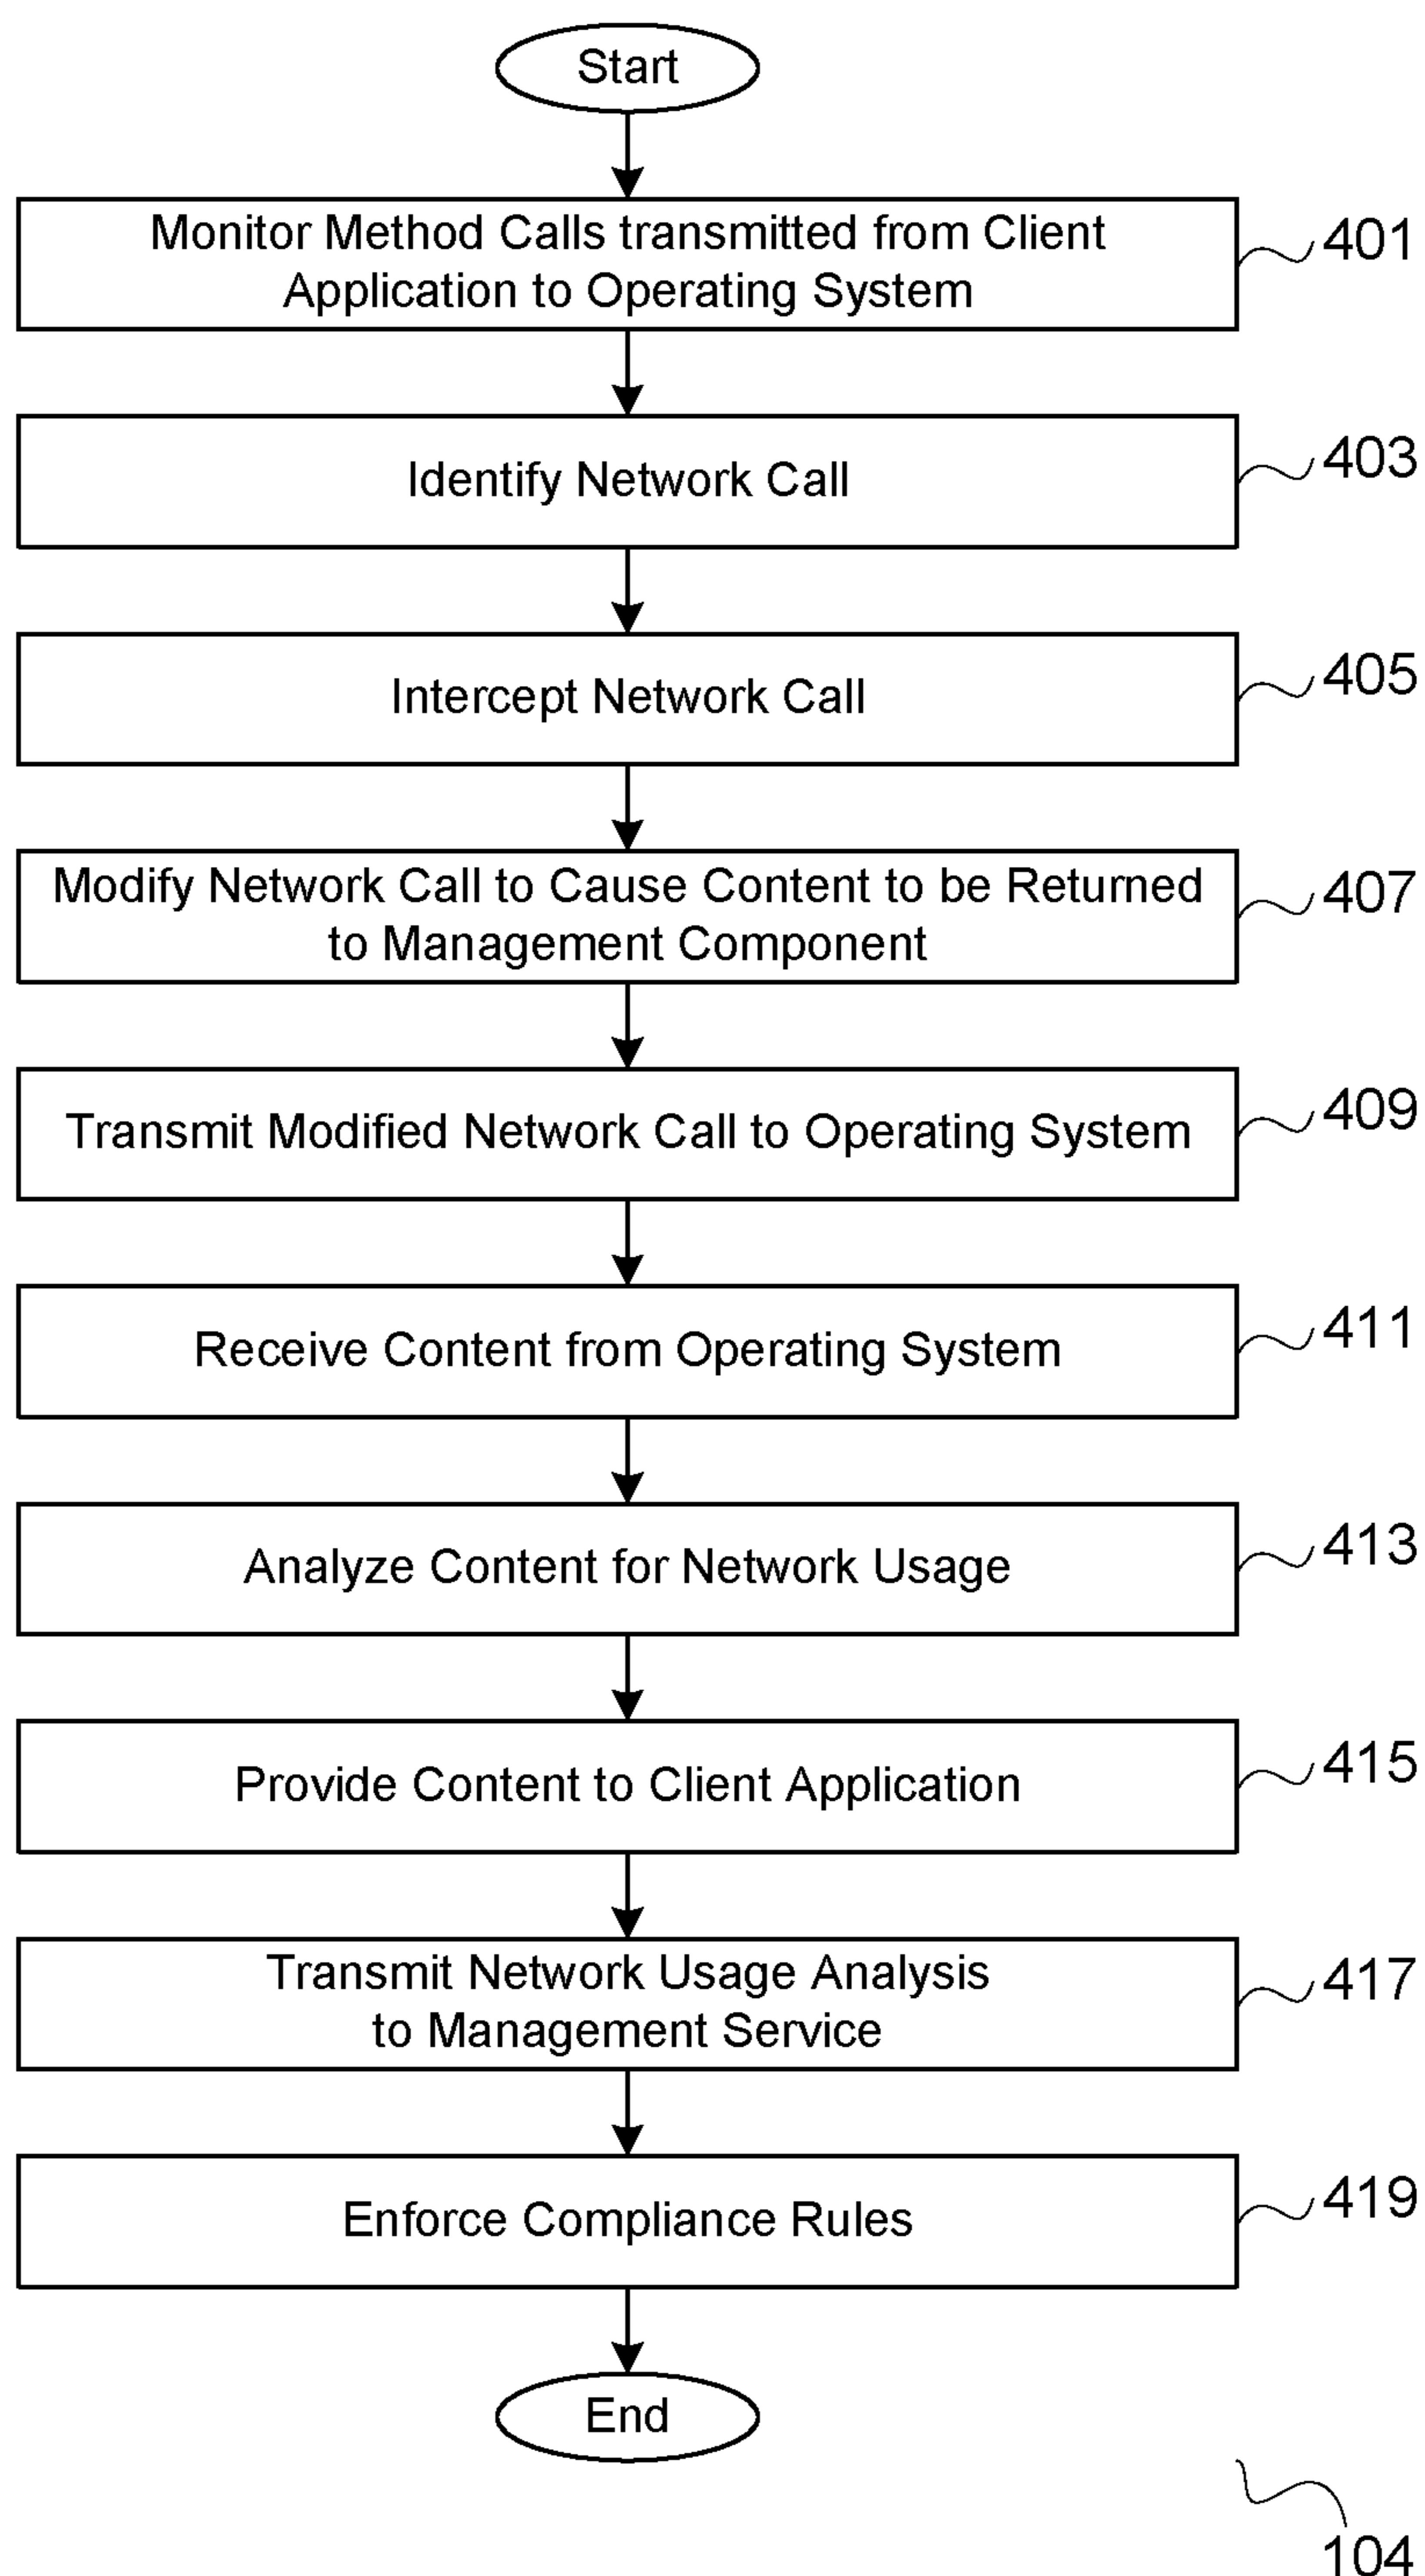 Start
Monitor Method Calls transmitted from Client
Application to Operating System
401
Identify Network Call
403
Intercept Network Call
405
Modify Network Call to Cause Content to be Returned
to Management Component
407
Transmit Modified Network Call to Operating System
409
Receive Content from Operating System
411
Analyze Content for Network Usage
413
Provide Content to Client Application
415
Transmit Network Usage Analysis
to Management Service
417
Enforce Compliance Rules
419
End
104